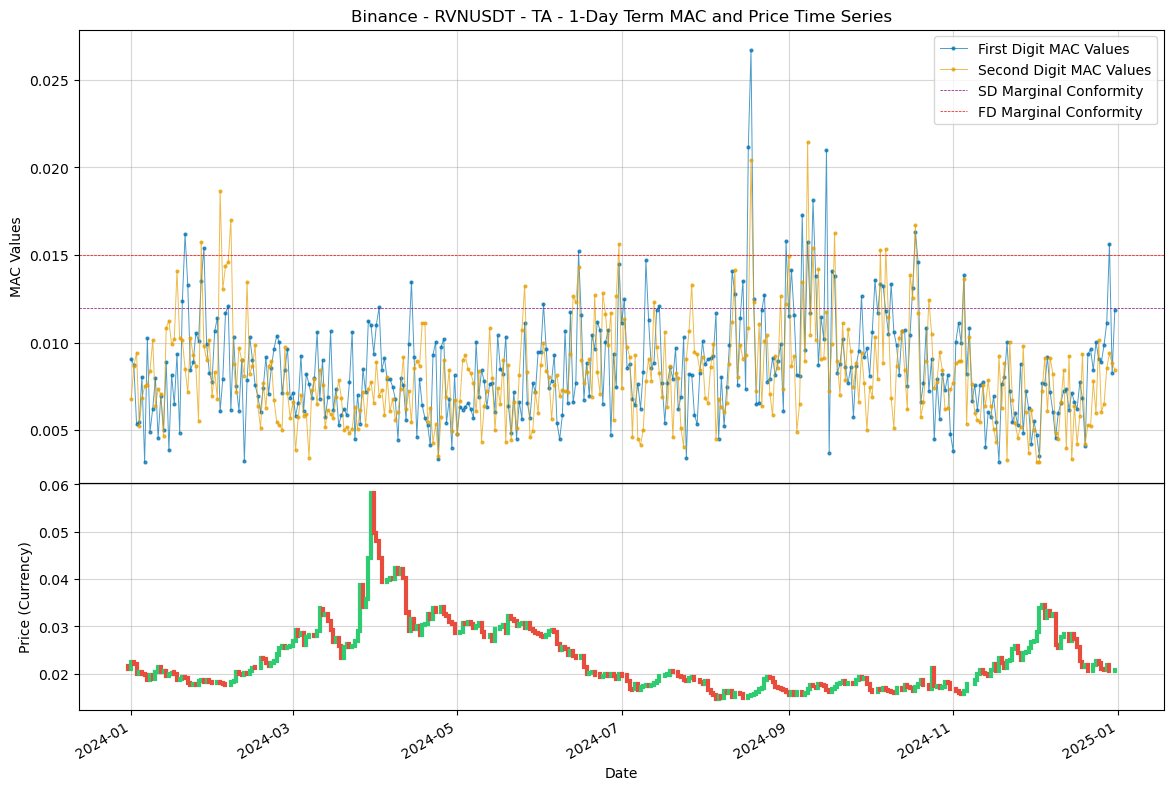 Binance - RVNUSDT - TA - 1-Day Term MAC and Price Time Series
First Digit MAC Values
Second Digit MAC Values
SD Marginal Conformity
FD Marginal Conformity
MAC Values
0.025
0.020
0.015
0.010
0.005
Price (Currency)
0.06
0.05
0.04
0.03
0.02
2024-01
2024-03
2024-05
2024-07
2024-09
2024-11
2025-01
Date